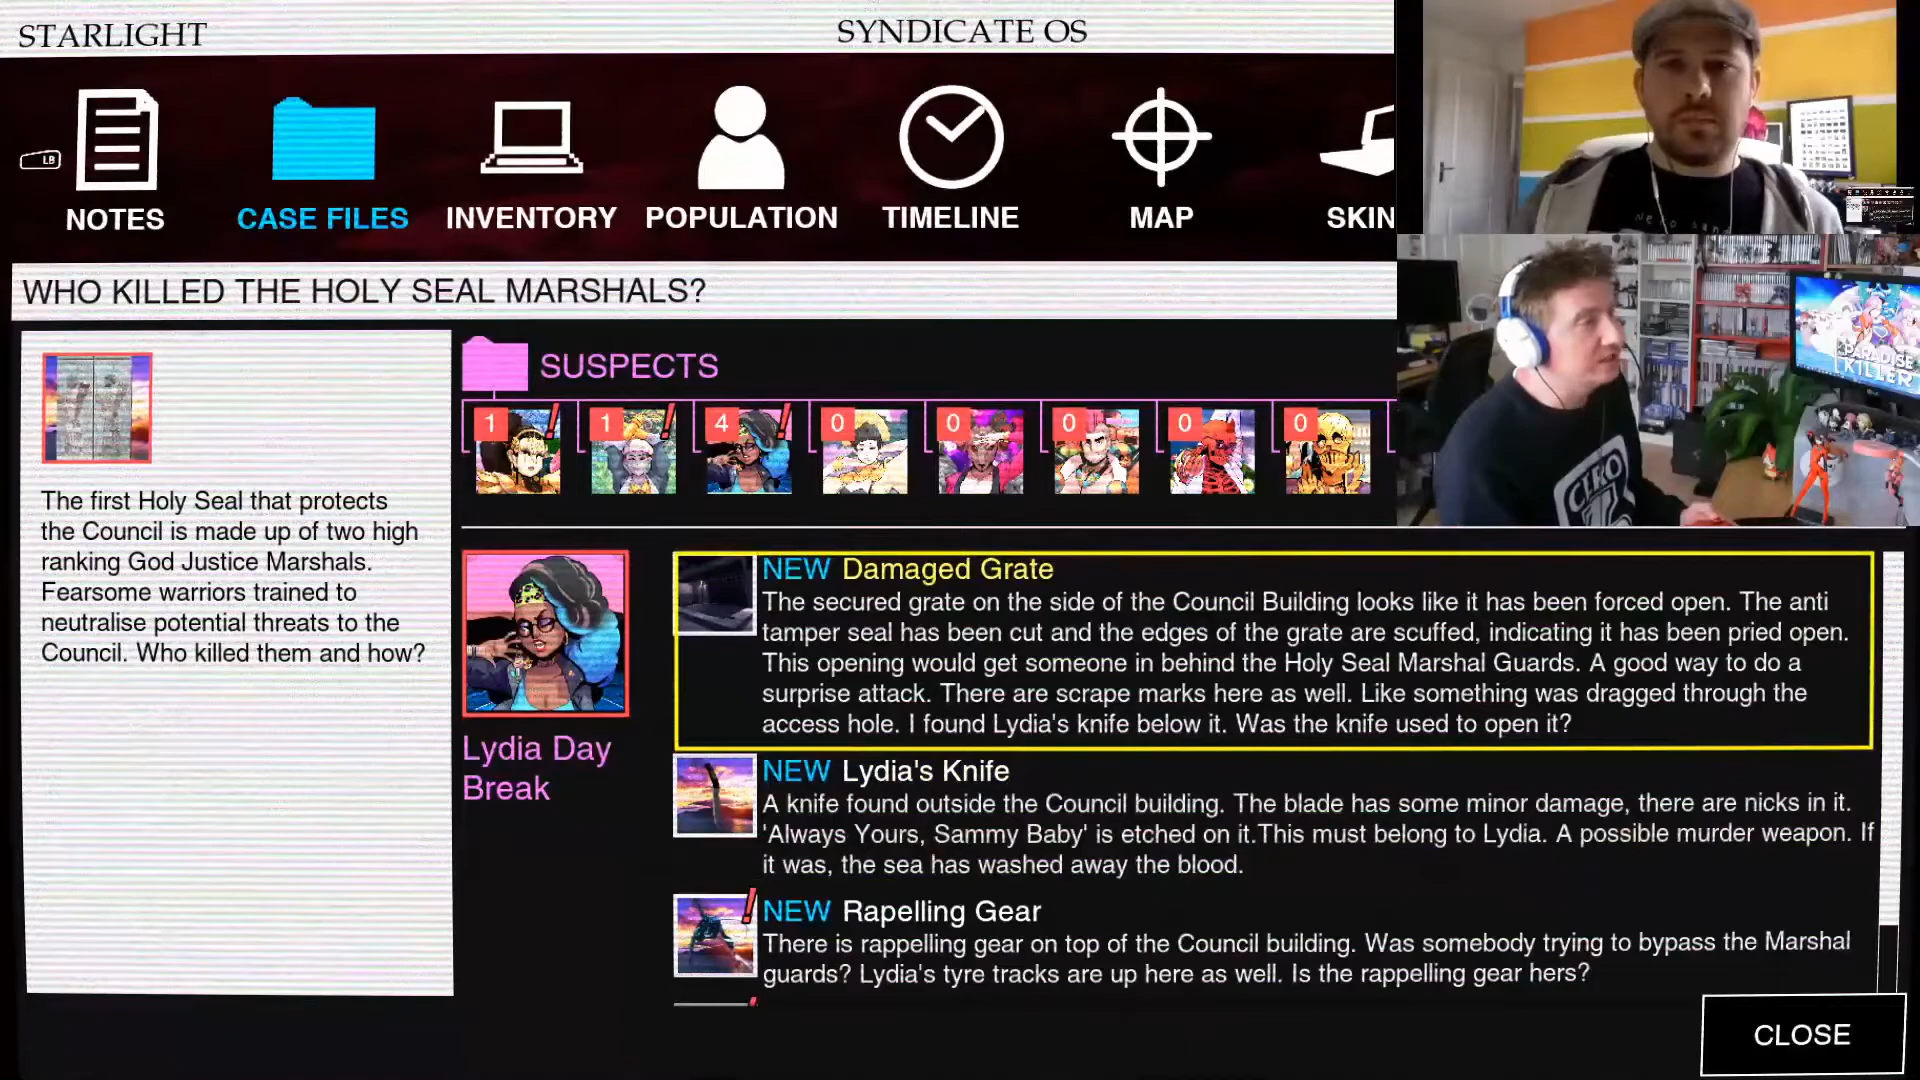 STARLIGHT
SYNDICATE OS
LB
NOTES
CASE FILES
INVENTORY
POPULATION
TIMELINE
MAP
SKIN
WHO KILLED THE HOLY SEAL MARSHALS?
The first Holy Seal that protects
the Council is made up of two high
ranking God Justice Marshals.
Fearsome warriors trained to
neutralise potential threats to the
Council. Who killed them and how?
SUSPECTS
1
1
4
0
0
0
0
0
Lydia Day
Break
NEW Damaged Grate
The secured grate on the side of the Council Building looks like it has been forced open. The anti
tamper seal has been cut and the edges of the grate are scuffed, indicating it has been pried open.
This opening would get someone in behind the Holy Seal Marshal Guards. A good way to do a
surprise attack. There are scrape marks here as well. Like something was dragged through the
access hole. I found Lydia's knife below it. Was the knife used to open it?
NEW Lydia's Knife
A knife found outside the Council building. The blade has some minor damage, there are nicks in it.
'Always Yours, Sammy Baby' is etched on it.This must belong to Lydia. A possible murder weapon. If
it was, the sea has washed away the blood.
NEW Rapelling Gear
There is rappelling gear on top of the Council building. Was somebody trying to bypass the Marshal
guards? Lydia's tyre tracks are up here as well. Is the rappelling gear hers?
CLOSE
PARADISE
KILLER